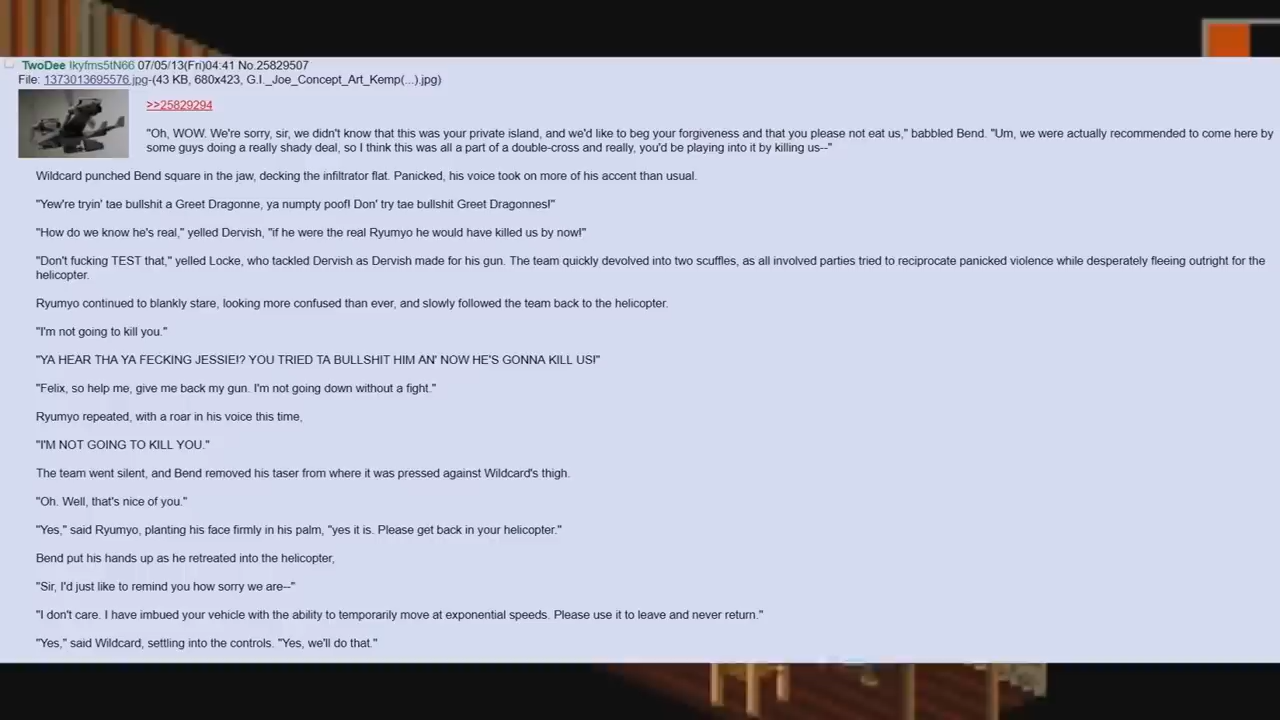 TwoDee !kyfms5tN66 07/05/13(Fri)04:41 No.25829507
File: 1373013695576.jpg-(43 KB, 680x423, G.I._Joe_Concept_Art_Kemp(...).jpg)
>>25829294
"Oh, WOW. We're sorry, sir, we didn't know that this was your private island, and we'd like to beg your forgiveness and that you please not eat us," babbled Bend. "Um, we were actually recommended to come here by
some guys doing a really shady deal, so I think this was all a part of a double-cross and really, you'd be playing into it by killing us--"
Wildcard punched Bend square in the jaw, decking the infiltrator flat. Panicked, his voice took on more of his accent than usual.
"Yew're tryin' tae bullshit a Greet Dragonne, ya numpty poof! Don' try tae bullshit Greet Dragonnes!"
"How do we know he's real," yelled Dervish, "if he were the real Ryumyo he would have killed us by now!"
"Don't fucking TEST that," yelled Locke, who tackled Dervish as Dervish made for his gun. The team quickly devolved into two scuffles, as all involved parties tried to reciprocate panicked violence while desperately fleeing outright for the
helicopter.
Ryumyo continued to blankly stare, looking more confused than ever, and slowly followed the team back to the helicopter.
"I'm not going to kill you."
"YA HEAR THA YA FECKING JESSIE!? YOU TRIED TA BULLSHIT HIM AN' NOW HE'S GONNA KILL US!"
"Felix, so help me, give me back my gun. I'm not going down without a fight."
Ryumyo repeated, with a roar in his voice this time,
"I'M NOT GOING TO KILL YOU."
The team went silent, and Bend removed his taser from where it was pressed against Wildcard's thigh.
"Oh. Well, that's nice of you."
"Yes," said Ryumyo, planting his face firmly in his palm, "yes it is. Please get back in your helicopter."
Bend put his hands up as he retreated into the helicopter,
"Sir, I'd just like to remind you how sorry we are--"
"I don't care. I have imbued your vehicle with the ability to temporarily move at exponential speeds. Please use it to leave and never return."
"Yes," said Wildcard, settling into the controls. "Yes, we'll do that."